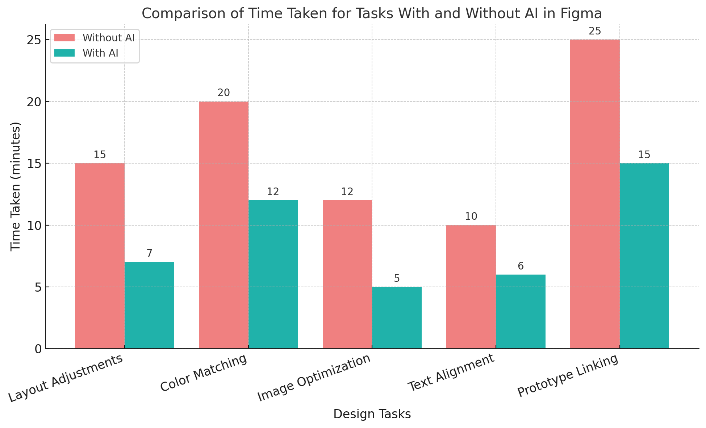 Comparison of Time Taken for Tasks With and Without AI in Figma
Without AI
With AI
Time Taken (minutes)
25
20
15
10
5
0
15
7
20
12
12
5
10
6
25
15
Layout Adjustments
Color Matching
Image Optimization
Text Alignment
Prototype Linking
Design Tasks